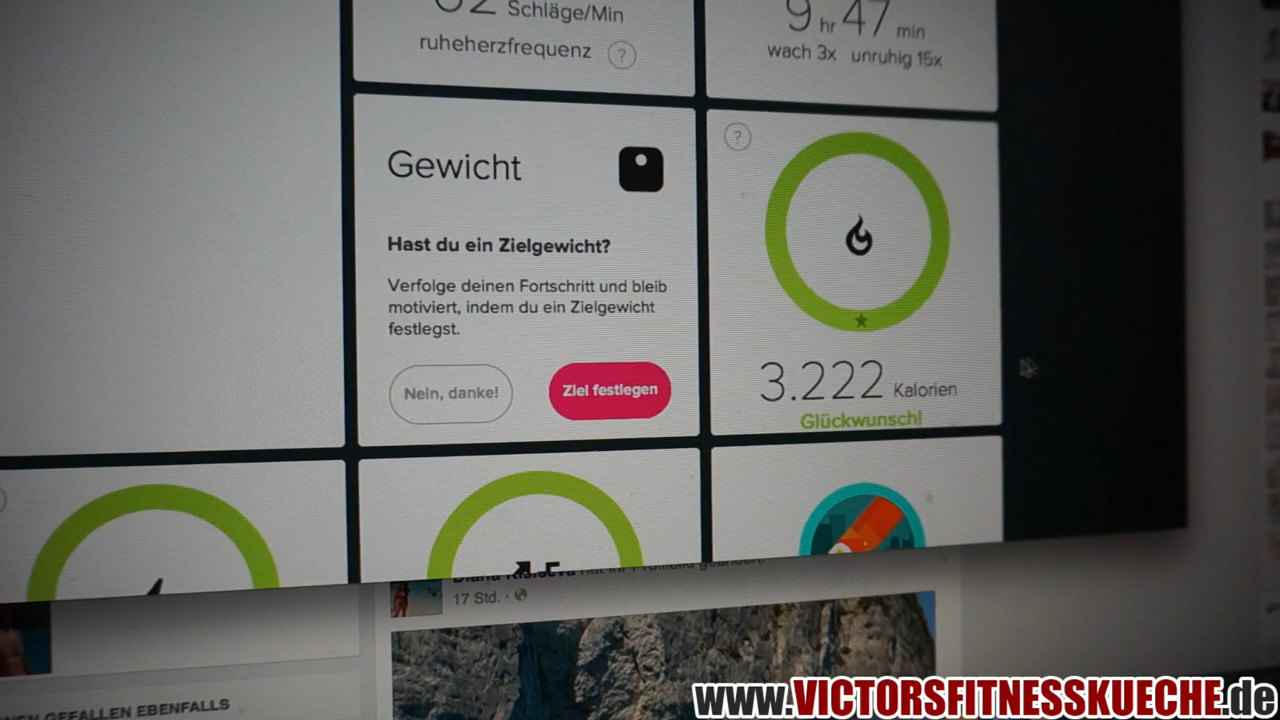 Schläge/Min
ruheherzfrequenz ?
9 hr 47 min
wach 3x unruhig 15x
Gewicht
Hast du ein Zielgewicht?
Verfolge deinen Fortschritt und bleib
motiviert, indem du ein Zielgewicht
festlegst.
Nein, danke!
Ziel festlegen
?
3.222 Kalorien
Glückwunsch!
17 Std.
GEFALLEN EBENFALLS
www.VICTORSFITNESSKUECHE.de